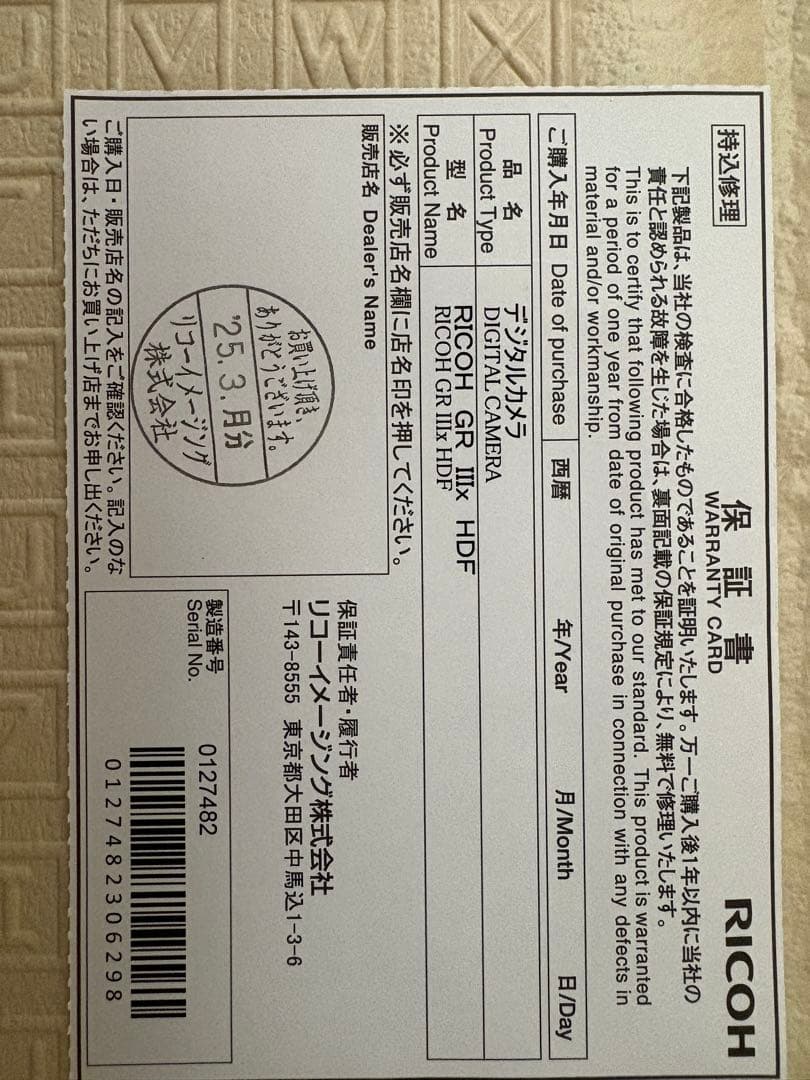 持込修理
保証書
WARRANTY CARD
RICOH
下記製品は、当社の検査に合格したものであることを証明いたします。万一ご購入後1年以内に当社の
責任と認められる故障を生じた場合は、裏面記載の保証規定により、無料で修理いたします。
This is to certify that following product has met to our standard. This product is warranted
for a period of one year from date of original purchase in connection with any defects in
material and/or workmanship.
ご購入年月日 Date of purchase 西暦 年/Year 月/Month 日/Day
品名 デジタルカメラ
Product Type DIGITAL CAMERA
型名 RICOH GR IIIx HDF
Product Name RICOH GR IIIx HDF
※必ず販売店名欄に店名印を押してください。
販売店名 Dealer's Name
お買い上げ頂き、
ありがとうございます。
'25.3.月分
リコーイメージング
株式会社
保証責任者・履行者
リコーイメージング株式会社
〒143-8555 東京都大田区中馬込1-3-6
製造番号
Serial No.
0127482
0127482306298
ご購入日・販売店名の記入をご確認ください。記入のな
い場合は、ただちにお買い上げ店までお申し出ください。
V W X